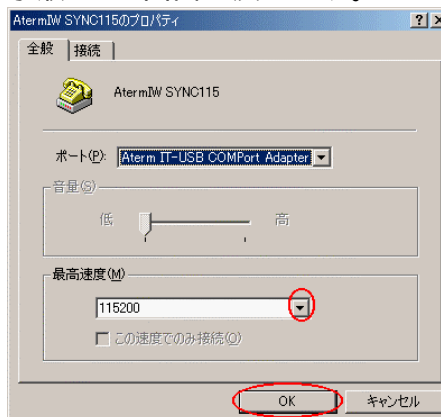 AtermIW SYNC115のプロパティ
全般 接続
AtermIW SYNC115
ポート(P): Aterm IT-USB COMPort Adapter
音量(S)
低 高
最高速度(M)
115200
この速度でのみ接続(O)
OK キャンセル